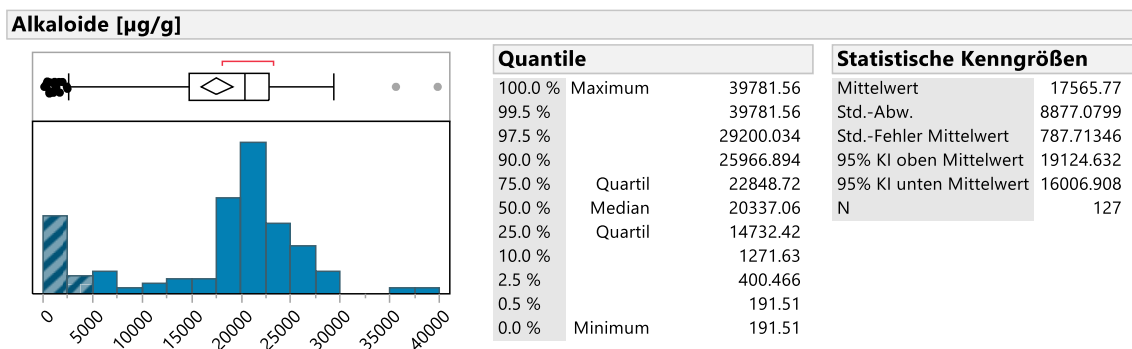 Alkaloide [µg/g]
0 5000 10000 15000 20000 25000 30000 35000 40000
Quantile
100.0 % Maximum 39781.56
99.5 % 39781.56
97.5 % 29200.034
90.0 % 25966.894
75.0 % Quartil 22848.72
50.0 % Median 20337.06
25.0 % Quartil 14732.42
10.0 % 1271.63
2.5 % 400.466
0.5 % 191.51
0.0 % Minimum 191.51
Statistische Kenngrößen
Mittelwert 17565.77
Std.-Abw. 8877.0799
Std.-Fehler Mittelwert 787.71346
95% KI oben Mittelwert 19124.632
95% KI unten Mittelwert 16006.908
N 127